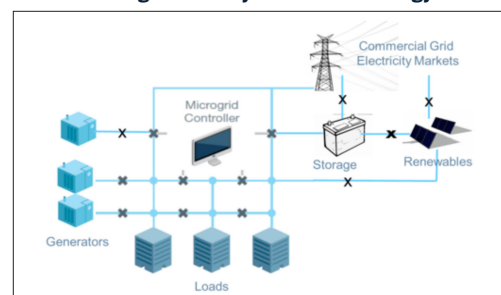 Commercial Grid
Electricity Markets
Microgrid
Controller
Storage
Renewables
Generators
Loads